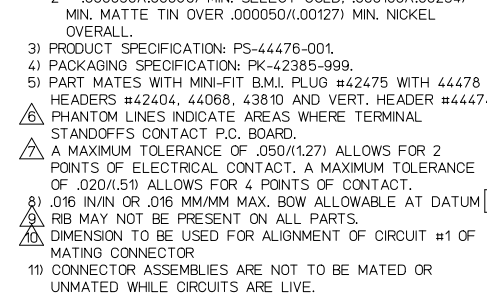 MIN. MATTE TIN OVER .000050/(.00127) MIN. NICKEL
OVERALL.
3) PRODUCT SPECIFICATION: PS-44476-001.
4) PACKAGING SPECIFICATION: PK-42385-999.
5) PART MATES WITH MINI-FIT B.M.I. PLUG #42475 WITH 44478
HEADERS #42404, 44068, 43810 AND VERT. HEADER #4447
6 PHANTOM LINES INDICATE AREAS WHERE TERMINAL
STANDOFFS CONTACT P.C. BOARD.
7 A MAXIMUM TOLERANCE OF .050/(1.27) ALLOWS FOR 2
POINTS OF ELECTRICAL CONTACT. A MAXIMUM TOLERANCE
OF .020/(.51) ALLOWS FOR 4 POINTS OF CONTACT.
8) .016 IN/IN OR .016 MM/MM MAX. BOW ALLOWABLE AT DATUM
9 RIB MAY NOT BE PRESENT ON ALL PARTS.
10 DIMENSION TO BE USED FOR ALIGNMENT OF CIRCUIT #1 OF
MATING CONNECTOR
11) CONNECTOR ASSEMBLIES ARE NOT TO BE MATED OR
UNMATED WHILE CIRCUITS ARE LIVE.